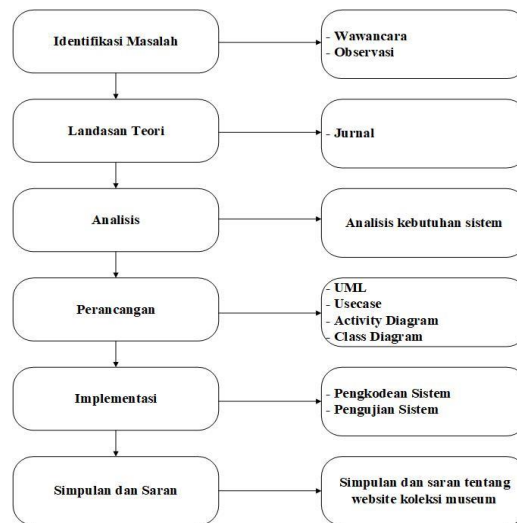 Identifikasi Masalah
- Wawancara
- Observasi
Landasan Teori
- Jurnal
Analisis
Analisis kebutuhan sistem
Perancangan
- UML
- Usecase
- Activity Diagram
- Class Diagram
Implementasi
- Pengkodean Sistem
- Pengujian Sistem
Simpulan dan Saran
Simpulan dan saran tentang
website koleksi museum